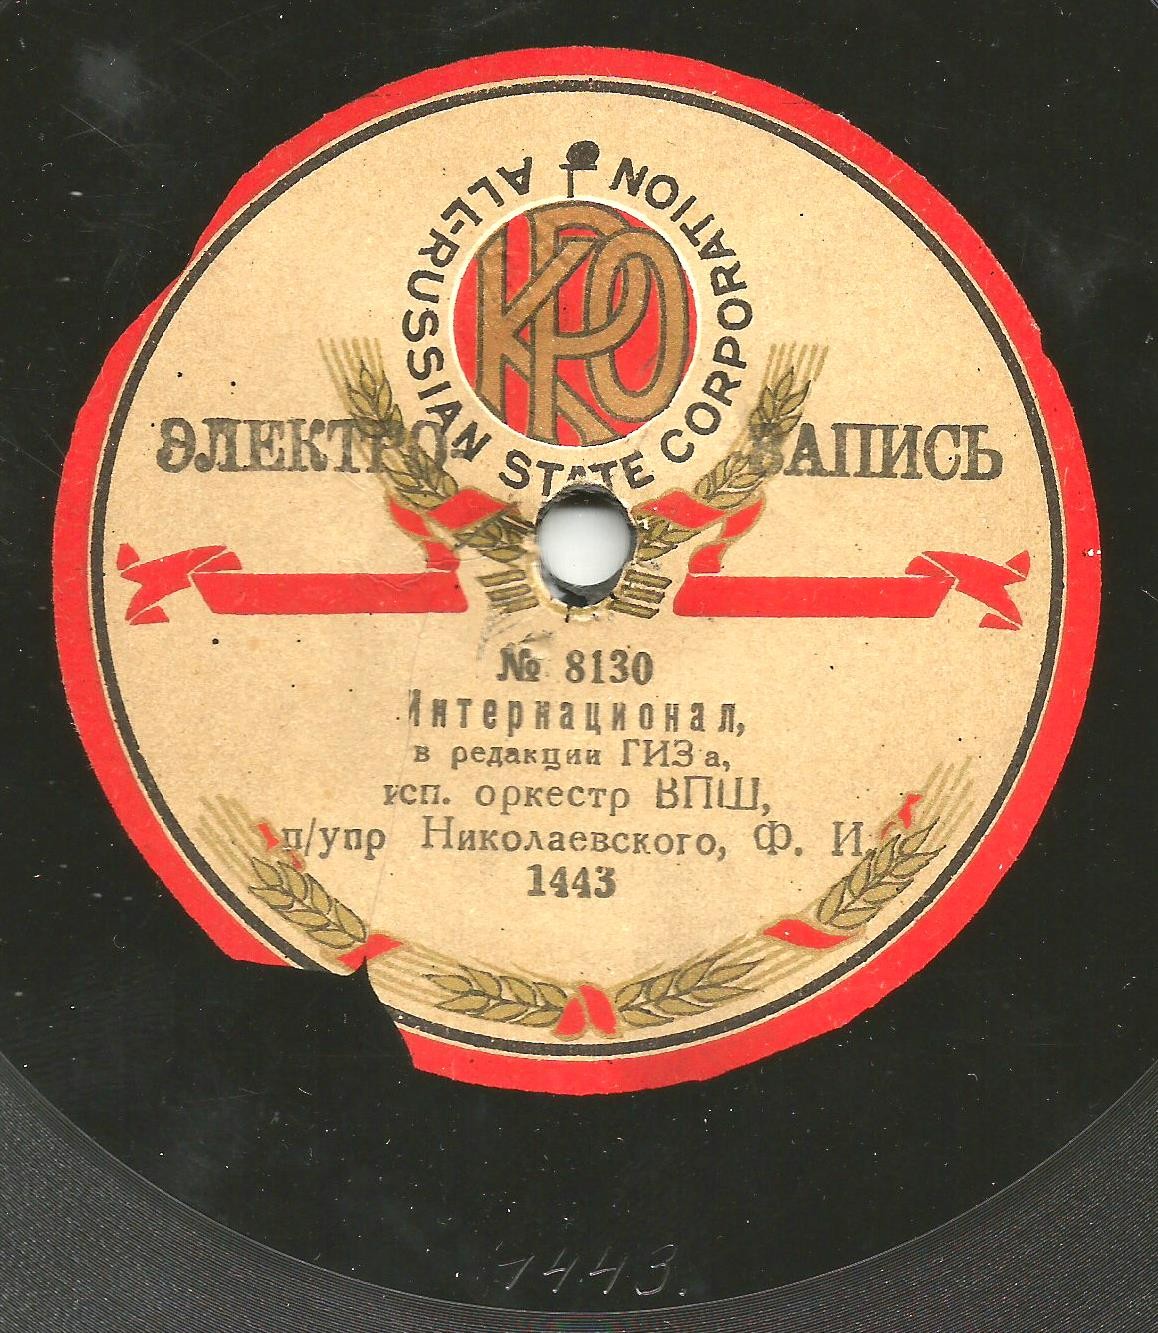 ALL-RUSSIAN STATE CORPORATION
КРО
ЭЛЕКТРО-ЗАПИСЬ
№ 8130
Интернационал,
в редакции ГИЗ'а,
исп. оркестр ВПШ,
п/упр Николаевского, Ф. И.
1443
1443.